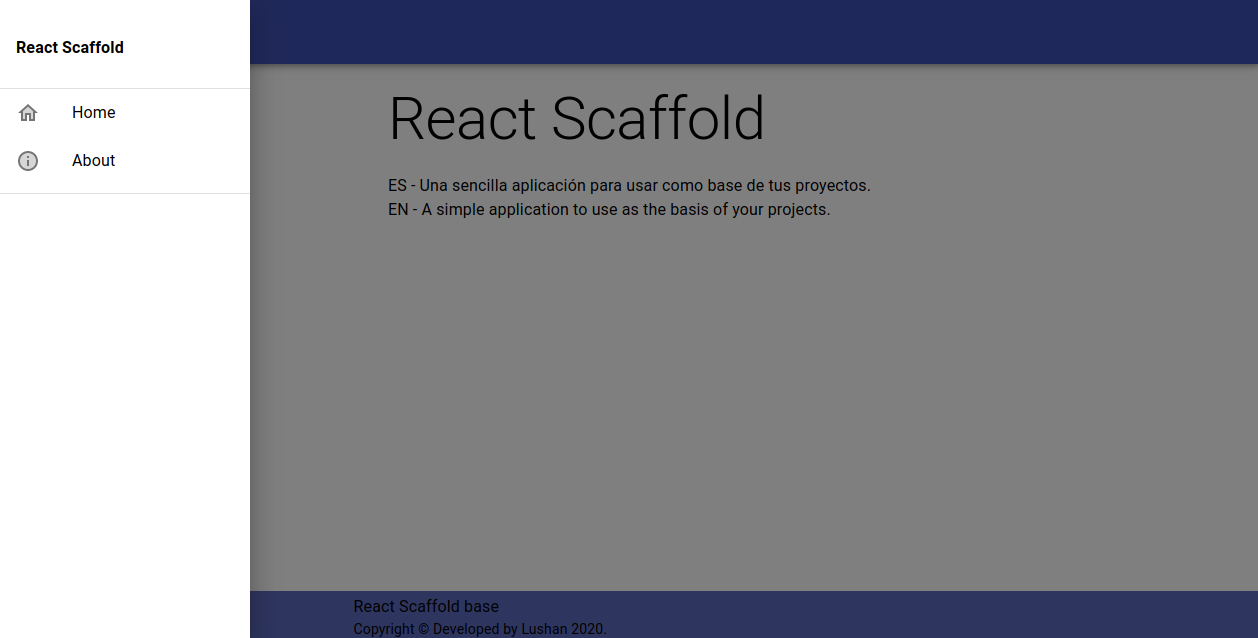 React Scaffold
Home
About
React Scaffold
ES - Una sencilla aplicación para usar como base de tus proyectos.
EN - A simple application to use as the basis of your projects.
React Scaffold base
Copyright © Developed by Lushan 2020.